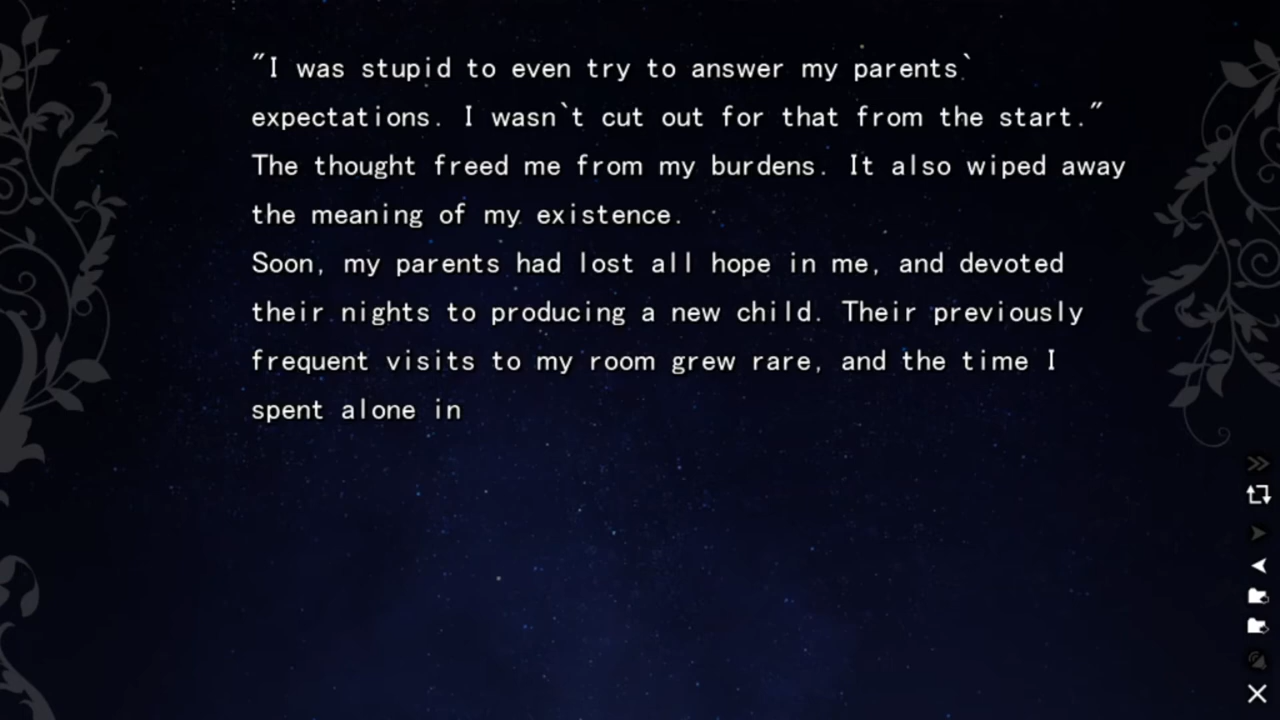 "I was stupid to even try to answer my parents`
expectations. I wasn`t cut out for that from the start."
The thought freed me from my burdens. It also wiped away
the meaning of my existence.
Soon, my parents had lost all hope in me, and devoted
their nights to producing a new child. Their previously
frequent visits to my room grew rare, and the time I
spent alone in